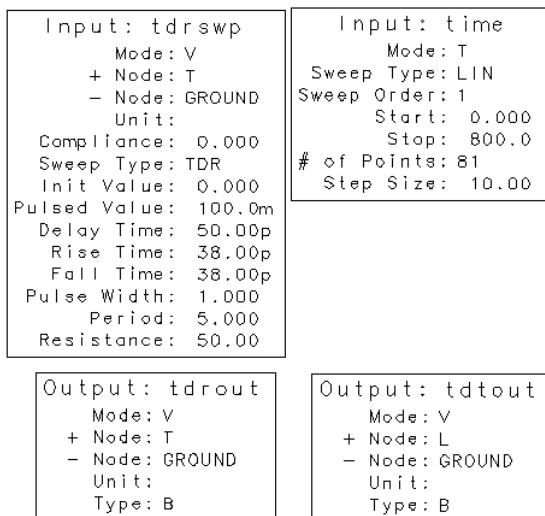 Input: tdrswp
Mode: V
+ Node: T
- Node: GROUND
Unit:
Compliance: 0.000
Sweep Type: TDR
Init Value: 0.000
Pulsed Value: 100.0m
Delay Time: 50.00p
Rise Time: 38.00p
Fall Time: 38.00p
Pulse Width: 1.000
Period: 5.000
Resistance: 50.00
Input: time
Mode: T
Sweep Type: LIN
Sweep Order: 1
Start: 0.000
Stop: 800.0
# of Points: 81
Step Size: 10.00
Output: tdrout
Mode: V
+ Node: T
- Node: GROUND
Unit:
Type: B
Output: tdtout
Mode: V
+ Node: L
- Node: GROUND
Unit:
Type: B